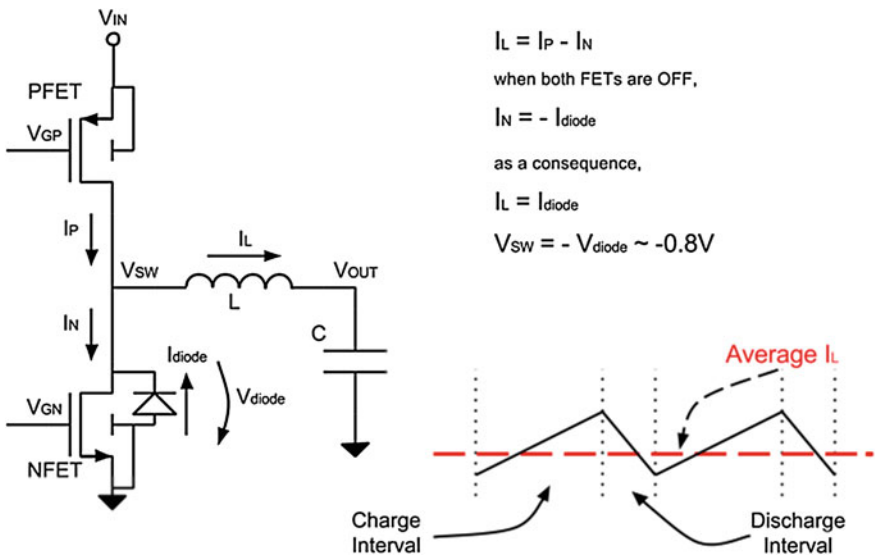 VIN
PFET
VGP
IP
IL
VSW
VOUT
L
IN
C
Idiode
Vdiode
VGN
NFET
IL = IP - IN
when both FETs are OFF,
IN = - Idiode
as a consequence,
IL = Idiode
VSW = - Vdiode ~ -0.8V
Average IL
Charge
Interval
Discharge
Interval